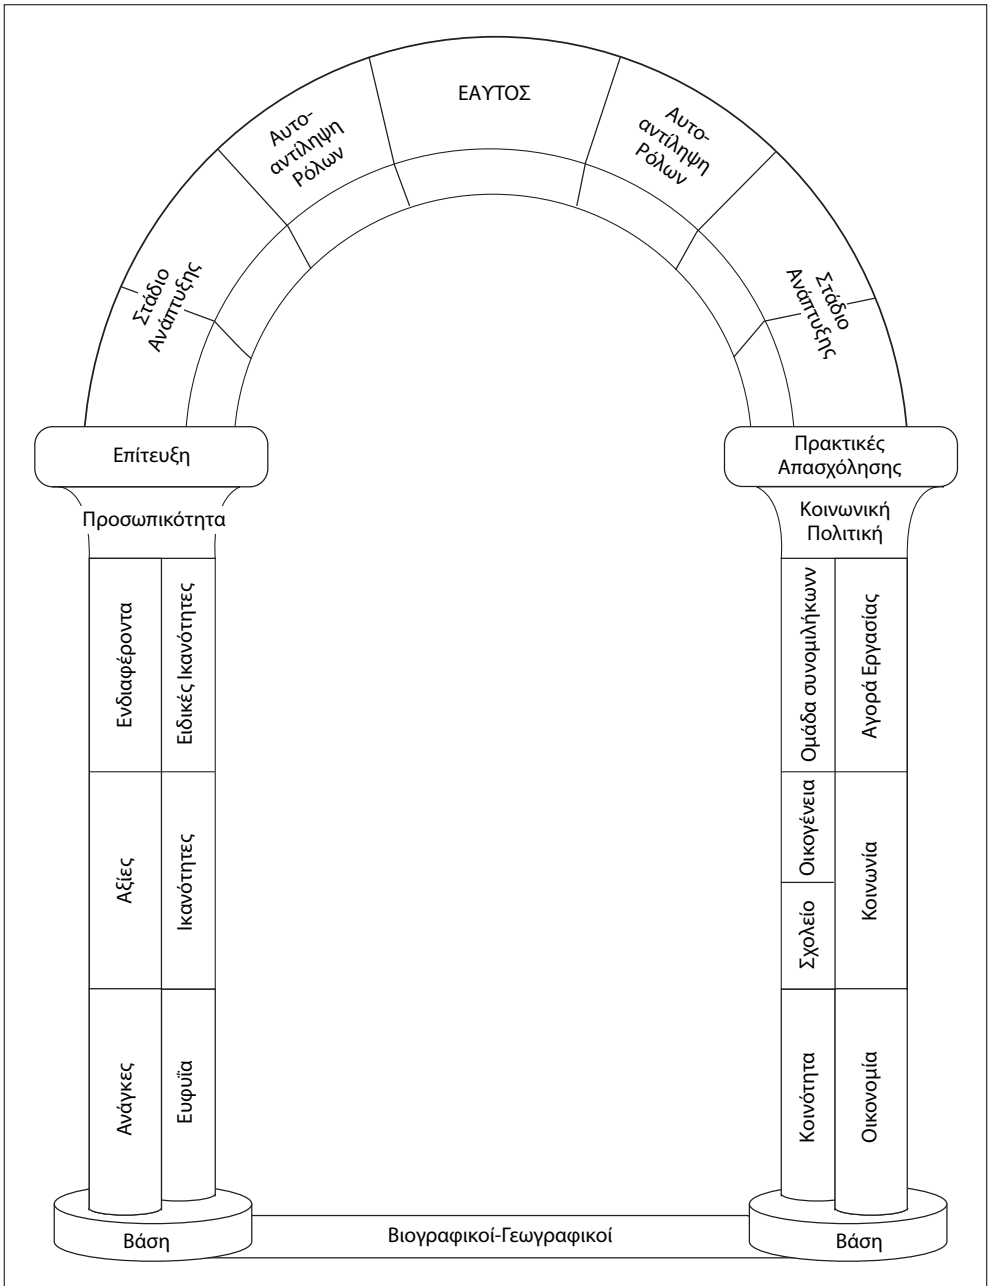 ΕΑΥΤΟΣ
Αυτο-
αντίληψη
Ρόλων
Αυτο-
αντίληψη
Ρόλων
Στάδιο
Ανάπτυξης
Στάδιο
Ανάπτυξης
Επίτευξη
Πρακτικές
Απασχόλησης
Προσωπικότητα
Κοινωνική
Πολιτική
Ενδιαφέροντα
Ειδικές Ικανότητες
Ομάδα συνομιλήκωνν
Αγορά Εργασίας
Αξίες
Ικανότητες
Οικογένεια
Σχολείο
Κοινωνία
Ανάγκες
Ευφυΐα
Κοινότητα
Οικονομία
Βάση
Βιογραφικοί-Γεωγραφικοί
Βάση